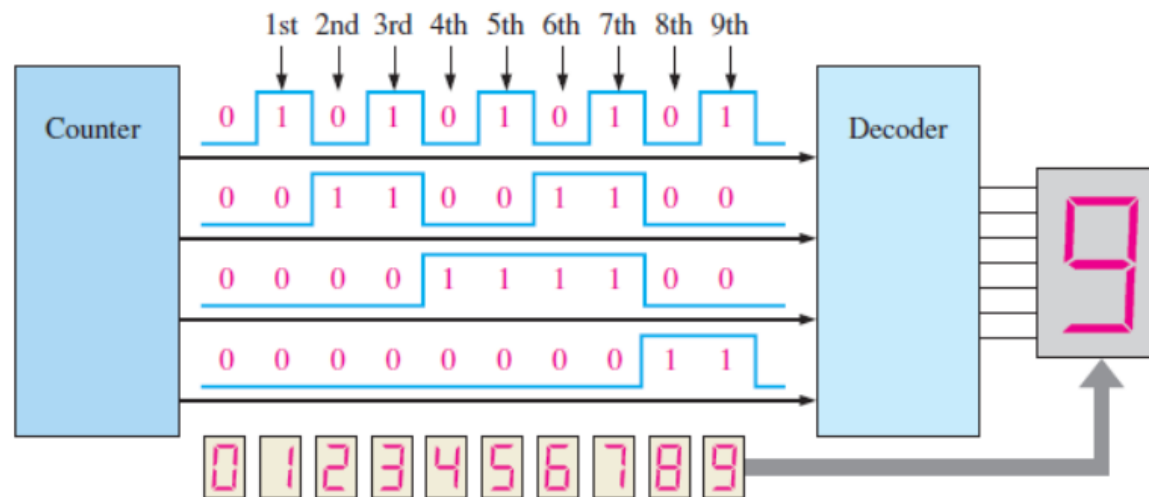 1st 2nd 3rd 4th 5th 6th 7th 8th 9th
Counter
0 1 0 1 0 1 0 1 0 1
0 0 1 1 0 0 1 1 0 0
0 0 0 0 1 1 1 1 0 0
0 0 0 0 0 0 0 0 1 1
Decoder
9
0 1 2 3 4 5 6 7 8 9